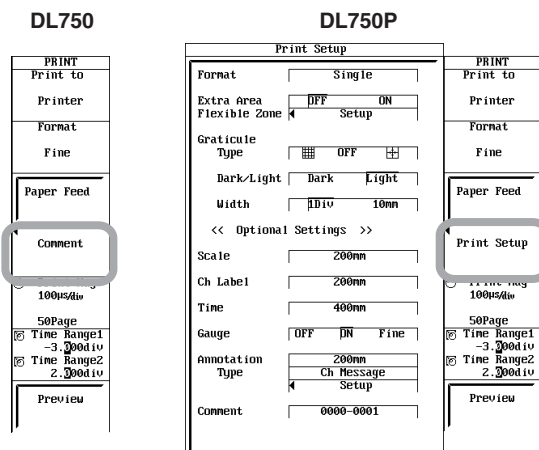 DL750
PRINT
Print to
Printer
Format
Fine
Paper Feed
Comment
100µs/div
50Page
Time Range1
-3.00div
Time Range2
2.00div
Preview
DL750P
Print Setup
Format Single
Extra Area OFF ON
Flexible Zone Setup
Graticule
Type OFF
Dark/Light Dark Light
Width 1Div 10mm
<< Optional Settings >>
Scale 200mm
Ch Label 200mm
Time 400mm
Gauge OFF ON Fine
Annotation 200mm
Type Ch Message
Setup
Comment 0000-0001
PRINT
Print to
Printer
Format
Fine
Paper Feed
Print Setup
100µs/div
50Page
Time Range1
-3.00div
Time Range2
2.00div
Preview